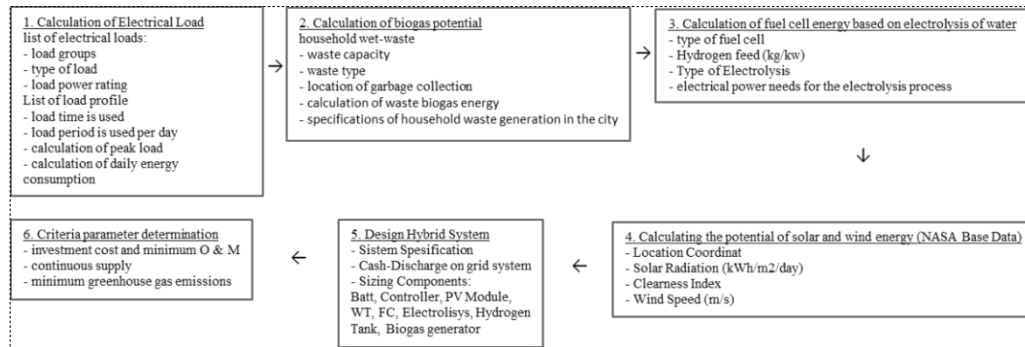 1. Calculation of Electrical Load
list of electrical loads:
- load groups
- type of load
- load power rating
List of load profile
- load time is used
- load period is used per day
- calculation of peak load
- calculation of daily energy
consumption
2. Calculation of biogas potential
household wet-waste
- waste capacity
- waste type
- location of garbage collection
- calculation of waste biogas energy
- specifications of household waste generation in the city
3. Calculation of fuel cell energy based on electrolysis of water
- type of fuel cell
- Hydrogen feed (kg/kw)
- Type of Electrolysis
- electrical power needs for the electrolysis process
4. Calculating the potential of solar and wind energy (NASA Base Data)
- Location Coordinat
- Solar Radiation (kWh/m2/day)
- Clearness Index
- Wind Speed (m/s)
5. Design Hybrid System
- Sistem Spesification
- Cash-Discharge on grid system
- Sizing Components:
Batt, Controller, PV Module,
WT, FC, Electrolisys, Hydrogen
Tank, Biogas generator
6. Criteria parameter determination
- investment cost and minimum O & M
- continuous supply
- minimum greenhouse gas emissions